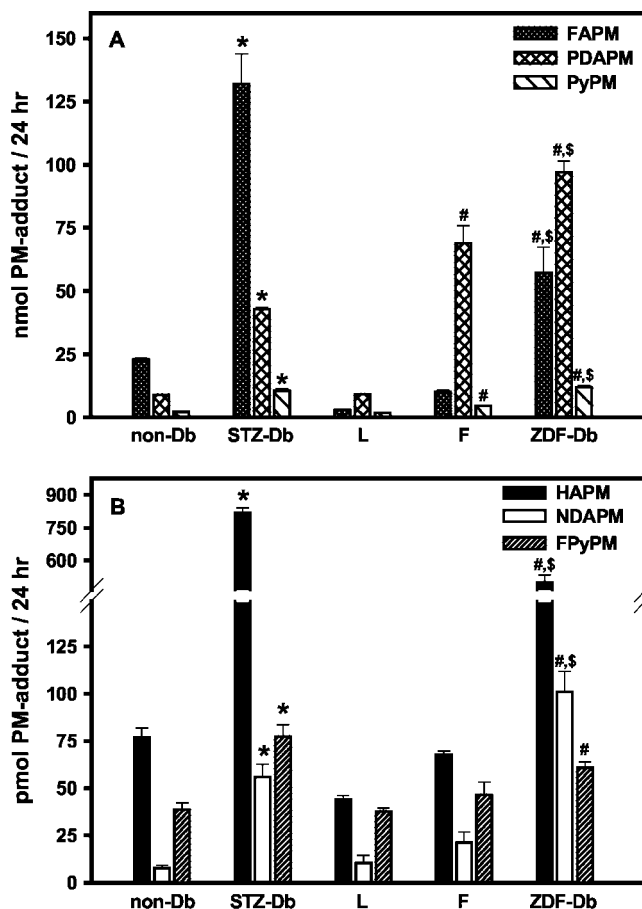 A
FAPM
PDAPM
PyPM
nmol PM-adduct / 24 hr
150
125
100
75
50
25
0
*
*
*
#
#
#,$
#,$
#,$
non-Db STZ-Db L F ZDF-Db
B
HAPM
NDAPM
FPyPM
pmol PM-adduct / 24 hr
900
750
600
125
100
75
50
25
0
*
*
*
#,$
#,$
#
non-Db STZ-Db L F ZDF-Db